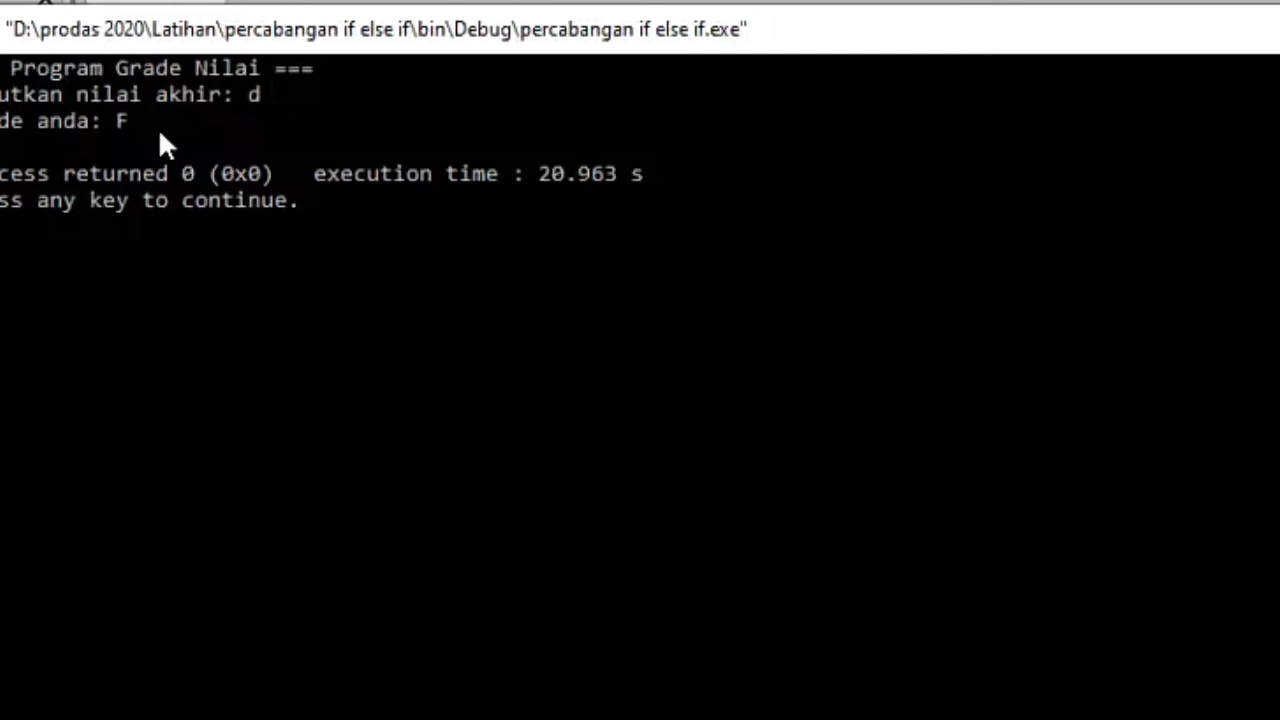 "D:\prodas 2020\Latihan\percabangan if else if\bin\Debug\percabangan if else if.exe"
Program Grade Nilai ===
utkan nilai akhir: d
de anda: F
cess returned 0 (0x0)   execution time : 20.963 s
ss any key to continue.